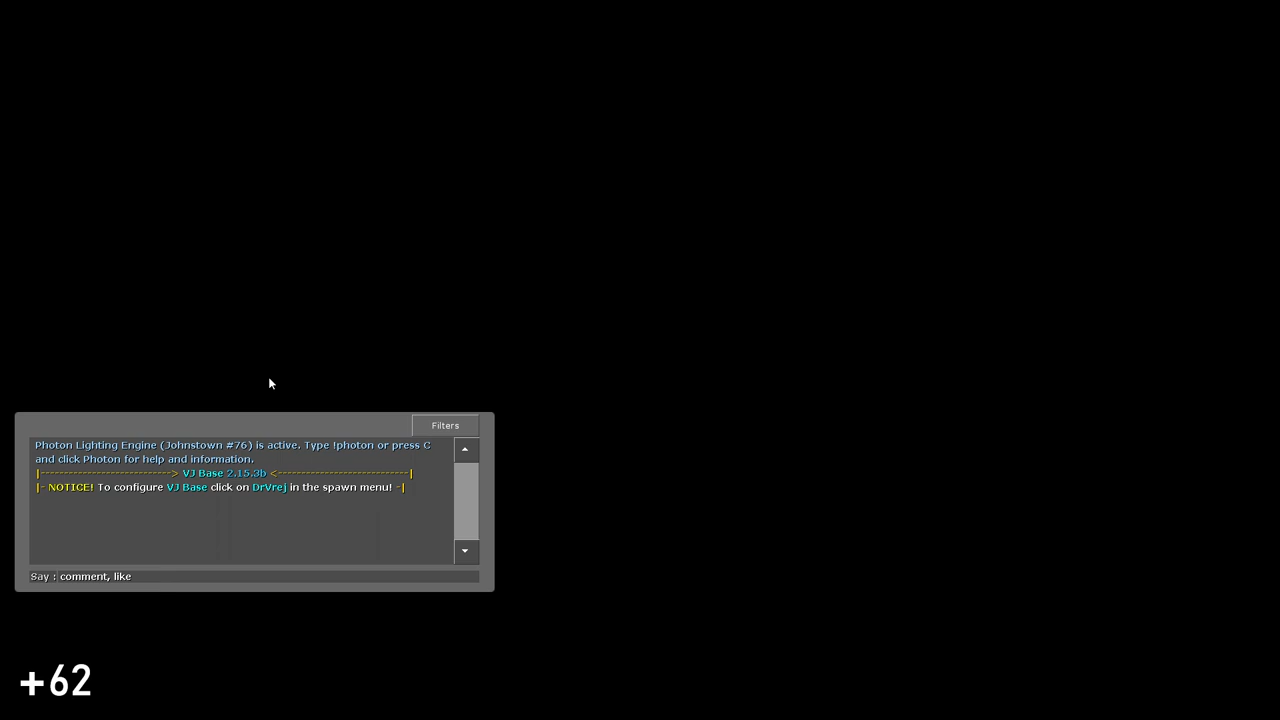 Filters
Photon Lighting Engine (Johnstown #76) is active. Type !photon or press C
and click Photon for help and information.
|----------------------------> VJ Base 2.15.3b <----------------------------|
|- NOTICE! To configure VJ Base click on DrVrej in the spawn menu! -|
Say : comment, like
+62